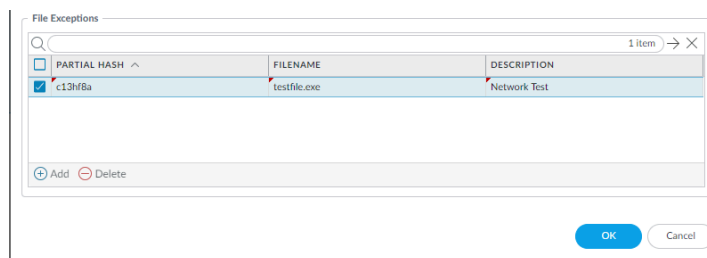 File Exceptions
1 item
PARTIAL HASH FILENAME DESCRIPTION
c13hf8a testfile.exe Network Test
Add Delete
OK Cancel